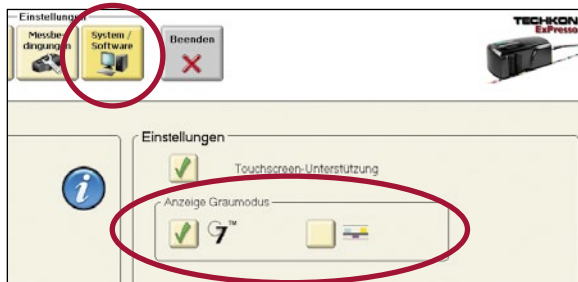 Einstellungen
Messbe-
dingungen
System /
Software
Beenden
TECHKON
ExPresso
i
Einstellungen
Touchscreen-Unterstützung
Anzeige Graumodus
G7™